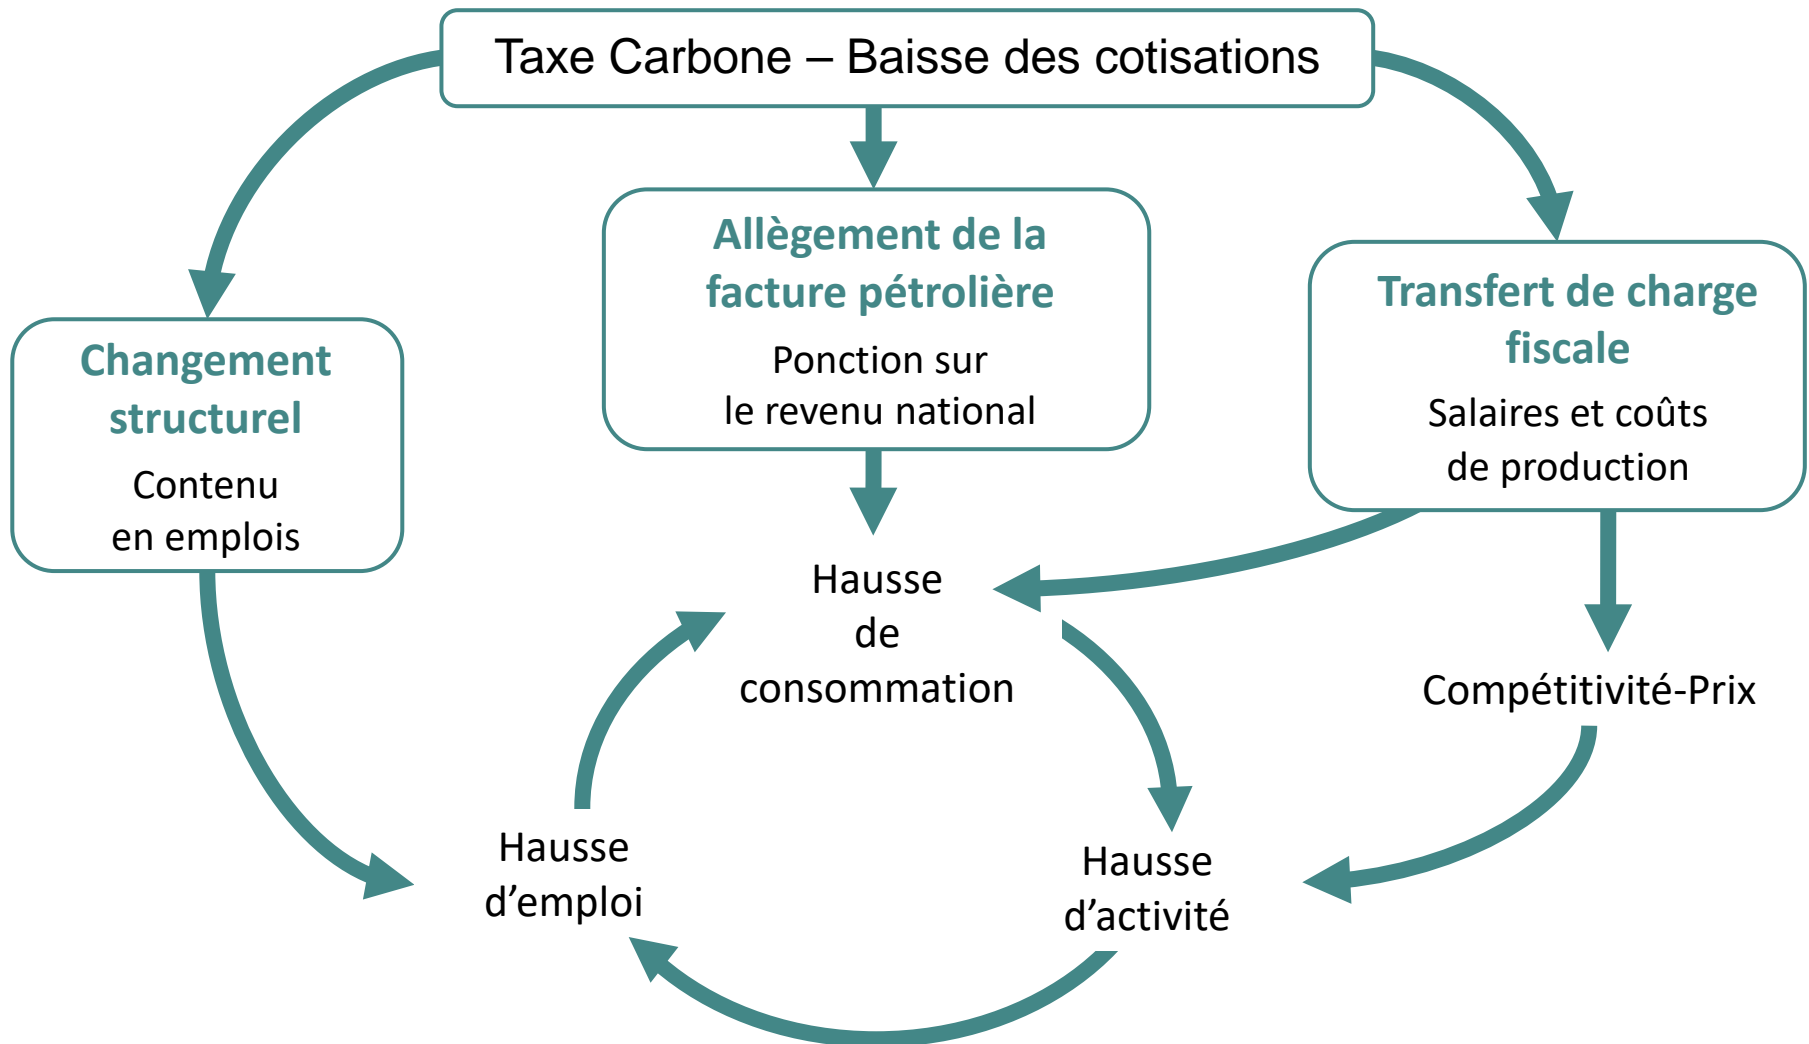 Taxe Carbone – Baisse des cotisations
Allègement de la
facture pétrolière
Ponction sur
le revenu national
Transfert de charge
fiscale
Salaires et coûts
de production
Changement
structurel
Contenu
en emplois
Hausse
de
consommation
Compétitivité-Prix
Hausse
d’emploi
Hausse
d’activité